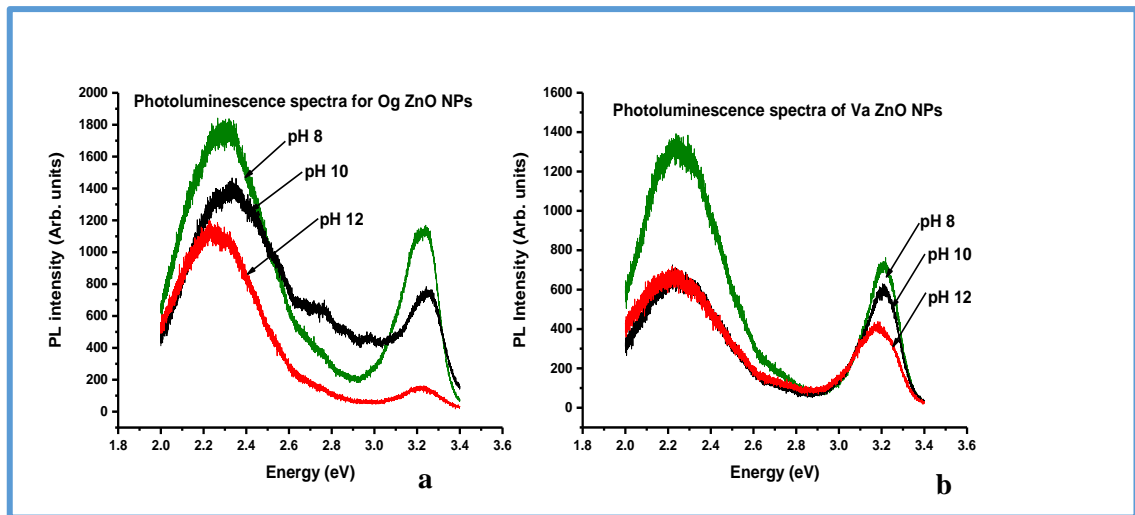 Photoluminescence spectra for Og ZnO NPs
pH 8
pH 10
pH 12
PL intensity (Arb. units)
2000
1800
1600
1400
1200
1000
800
600
400
200
0
1.8 2.0 2.2 2.4 2.6 2.8 3.0 3.2 3.4 3.6
Energy (eV)
a
Photoluminescence spectra of Va ZnO NPs
pH 8
pH 10
pH 12
PL Intensity (Arb. units)
1600
1400
1200
1000
800
600
400
200
0
1.8 2.0 2.2 2.4 2.6 2.8 3.0 3.2 3.4 3.6
Energy (eV)
b